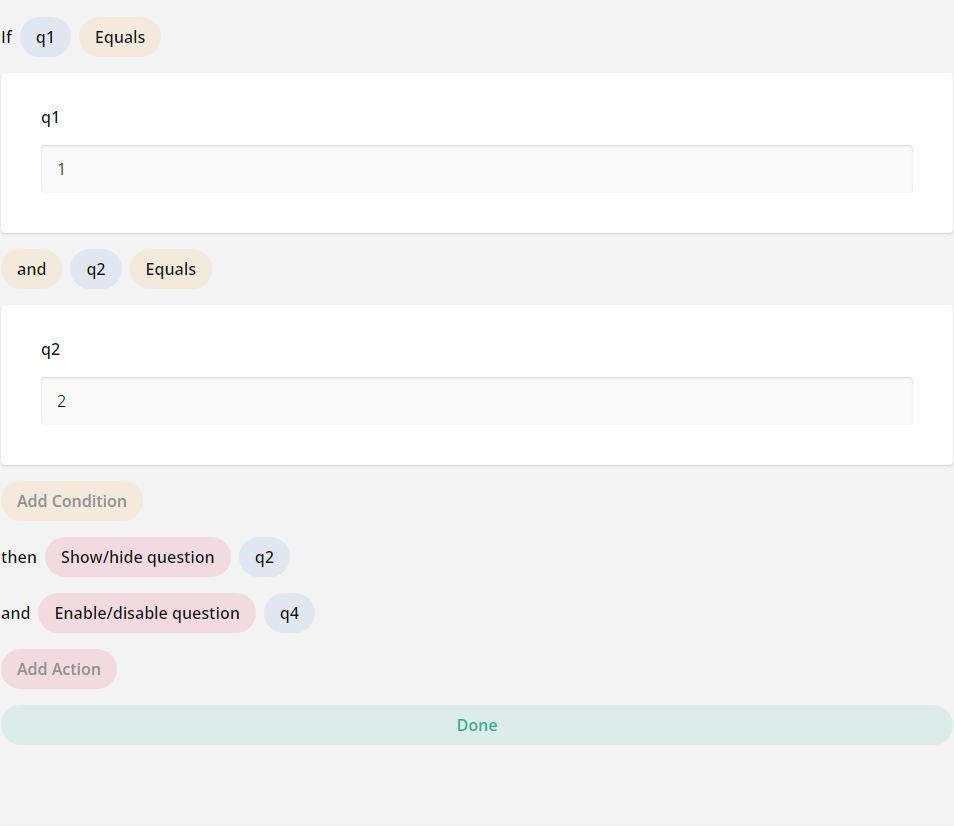 If q1 Equals
q1
1
and q2 Equals
q2
2
Add Condition
then Show/hide question q2
and Enable/disable question q4
Add Action
Done